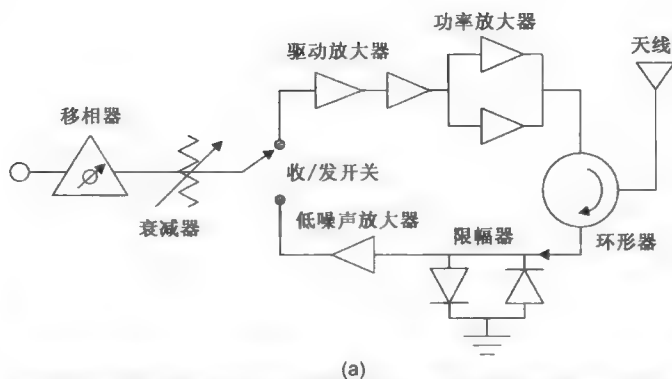 功率放大器
天线
驱动放大器
移相器
收/发开关
衰减器
低噪声放大器
限幅器
环形器
(a)